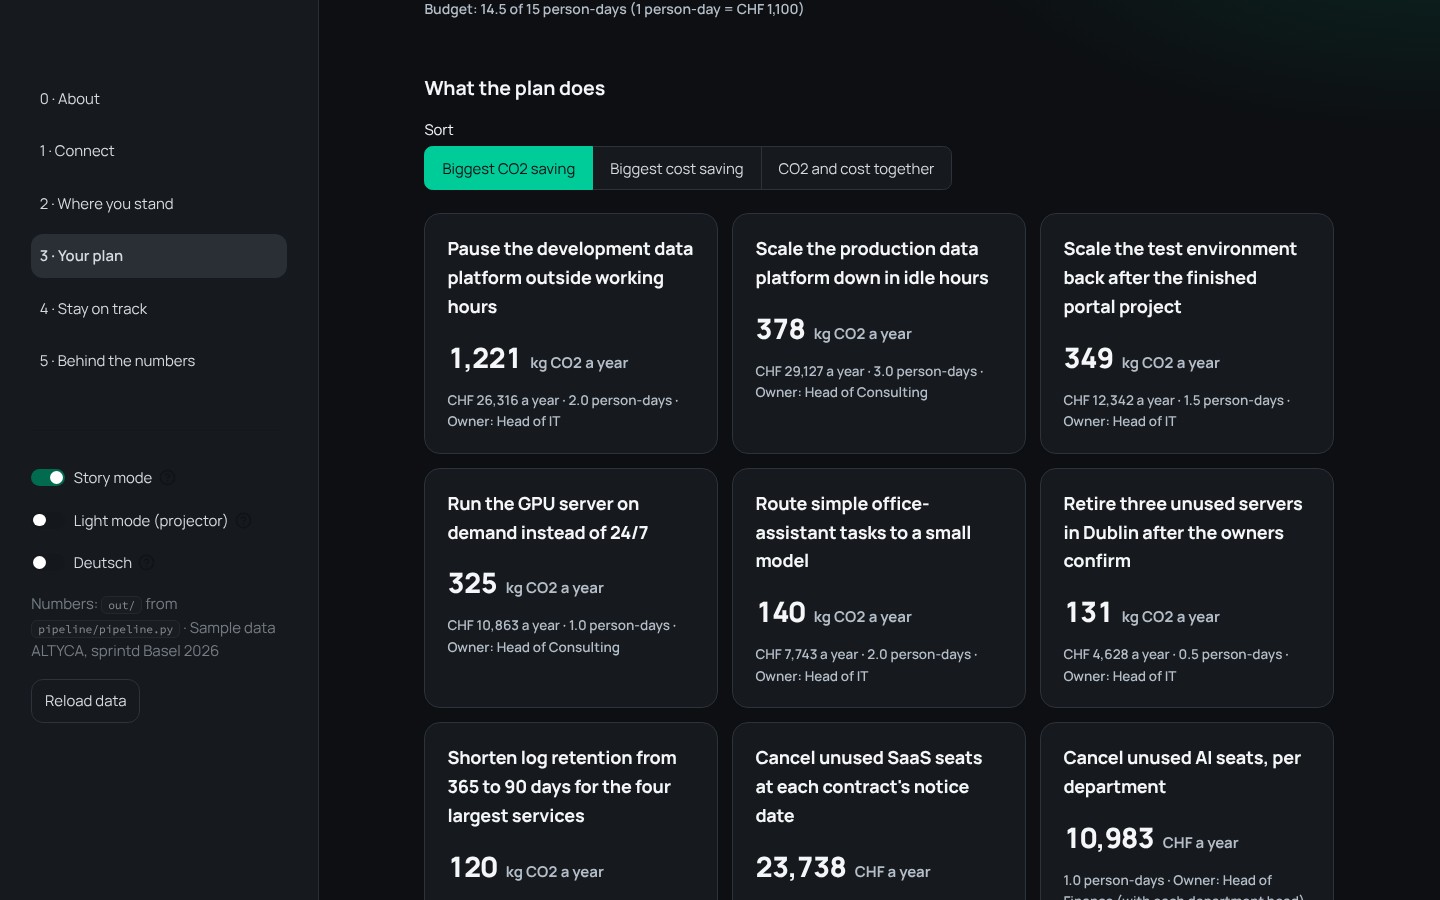 Budget: 14.5 of 15 person-days (1 person-day = CHF 1,100)
0 · About
1 · Connect
2 · Where you stand
3 · Your plan
4 · Stay on track
5 · Behind the numbers
Story mode
Light mode (projector)
Deutsch
Numbers: out/ from
pipeline/pipeline.py · Sample data
ALTYCA, sprintd Basel 2026
Reload data
What the plan does
Sort
Biggest CO2 saving
Biggest cost saving
CO2 and cost together
Pause the development data
platform outside working
hours
1,221 kg CO2 a year
CHF 26,316 a year · 2.0 person-days ·
Owner: Head of IT
Scale the production data
platform down in idle hours
378 kg CO2 a year
CHF 29,127 a year · 3.0 person-days ·
Owner: Head of Consulting
Scale the test environment
back after the finished
portal project
349 kg CO2 a year
CHF 12,342 a year · 1.5 person-days ·
Owner: Head of IT
Run the GPU server on
demand instead of 24/7
325 kg CO2 a year
CHF 10,863 a year · 1.0 person-days ·
Owner: Head of Consulting
Route simple office-
assistant tasks to a small
model
140 kg CO2 a year
CHF 7,743 a year · 2.0 person-days ·
Owner: Head of IT
Retire three unused servers
in Dublin after the owners
confirm
131 kg CO2 a year
CHF 4,628 a year · 0.5 person-days ·
Owner: Head of IT
Shorten log retention from
365 to 90 days for the four
largest services
120 kg CO2 a year
Cancel unused SaaS seats
at each contract's notice
date
23,738 CHF a year
Cancel unused AI seats, per
department
10,983 CHF a year
1.0 person-days · Owner: Head of
Finance (with each department head)